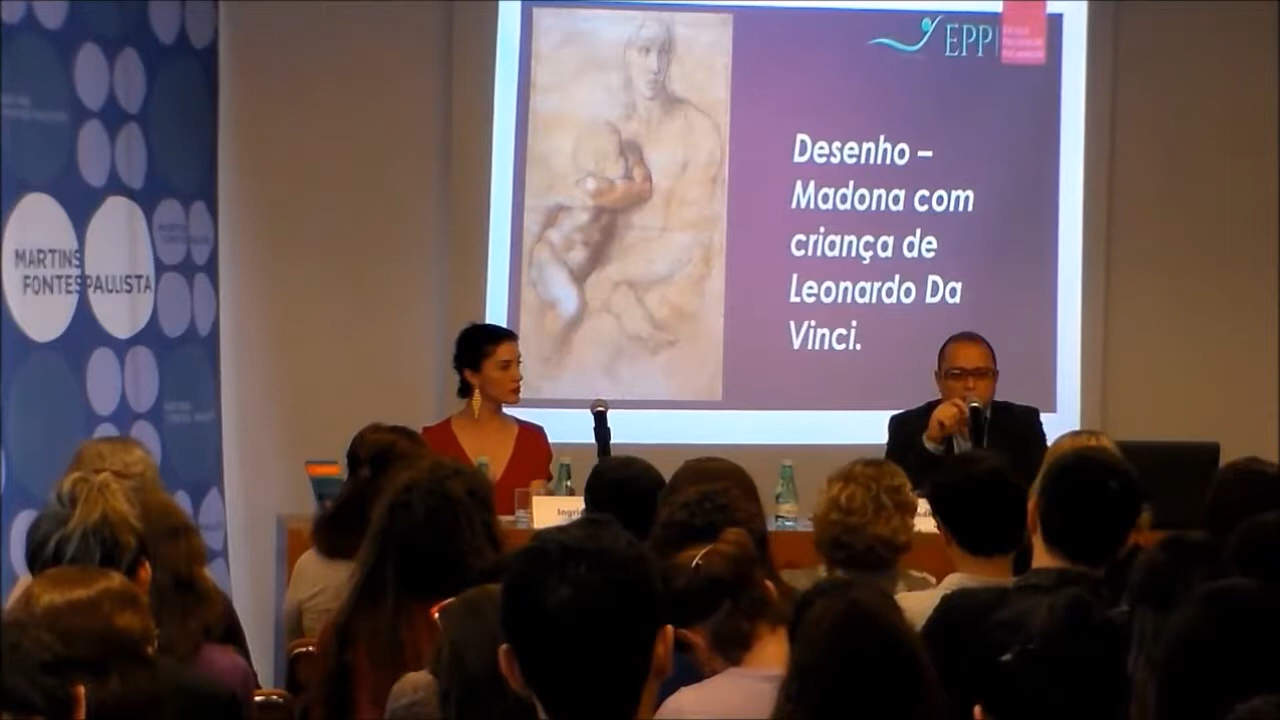 EPP
Desenho –
Madona com
criança de
Leonardo Da
Vinci.
MARTINS
FONTES PAULISTA
Ingrid